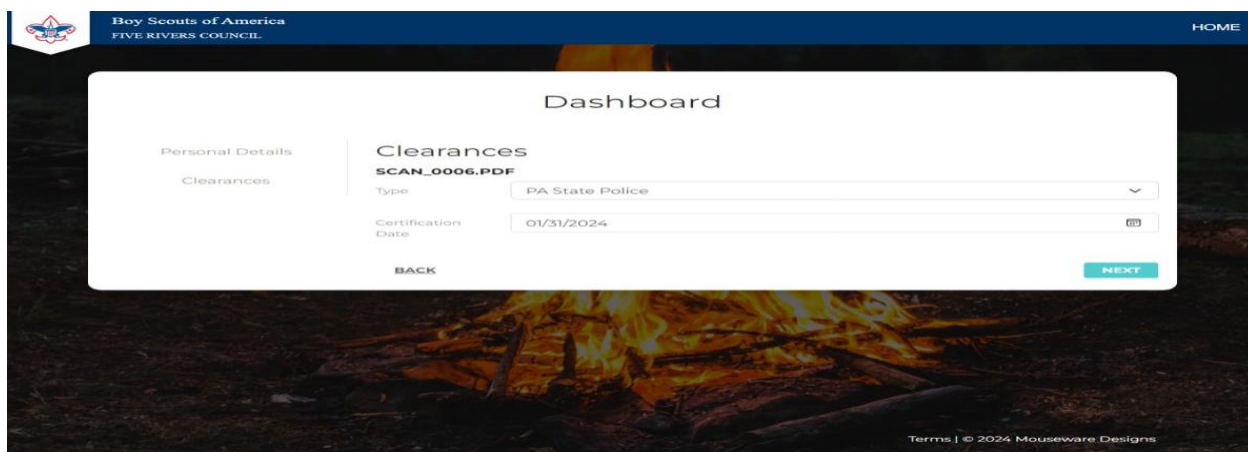 Boy Scouts of America
FIVE RIVERS COUNCIL
HOME
Dashboard
Personal Details
Clearances
Clearances
SCAN_0006.PDF
Type
PA State Police
Certification
Date
01/31/2024
BACK
NEXT
Terms | © 2024 Mouseware Designs